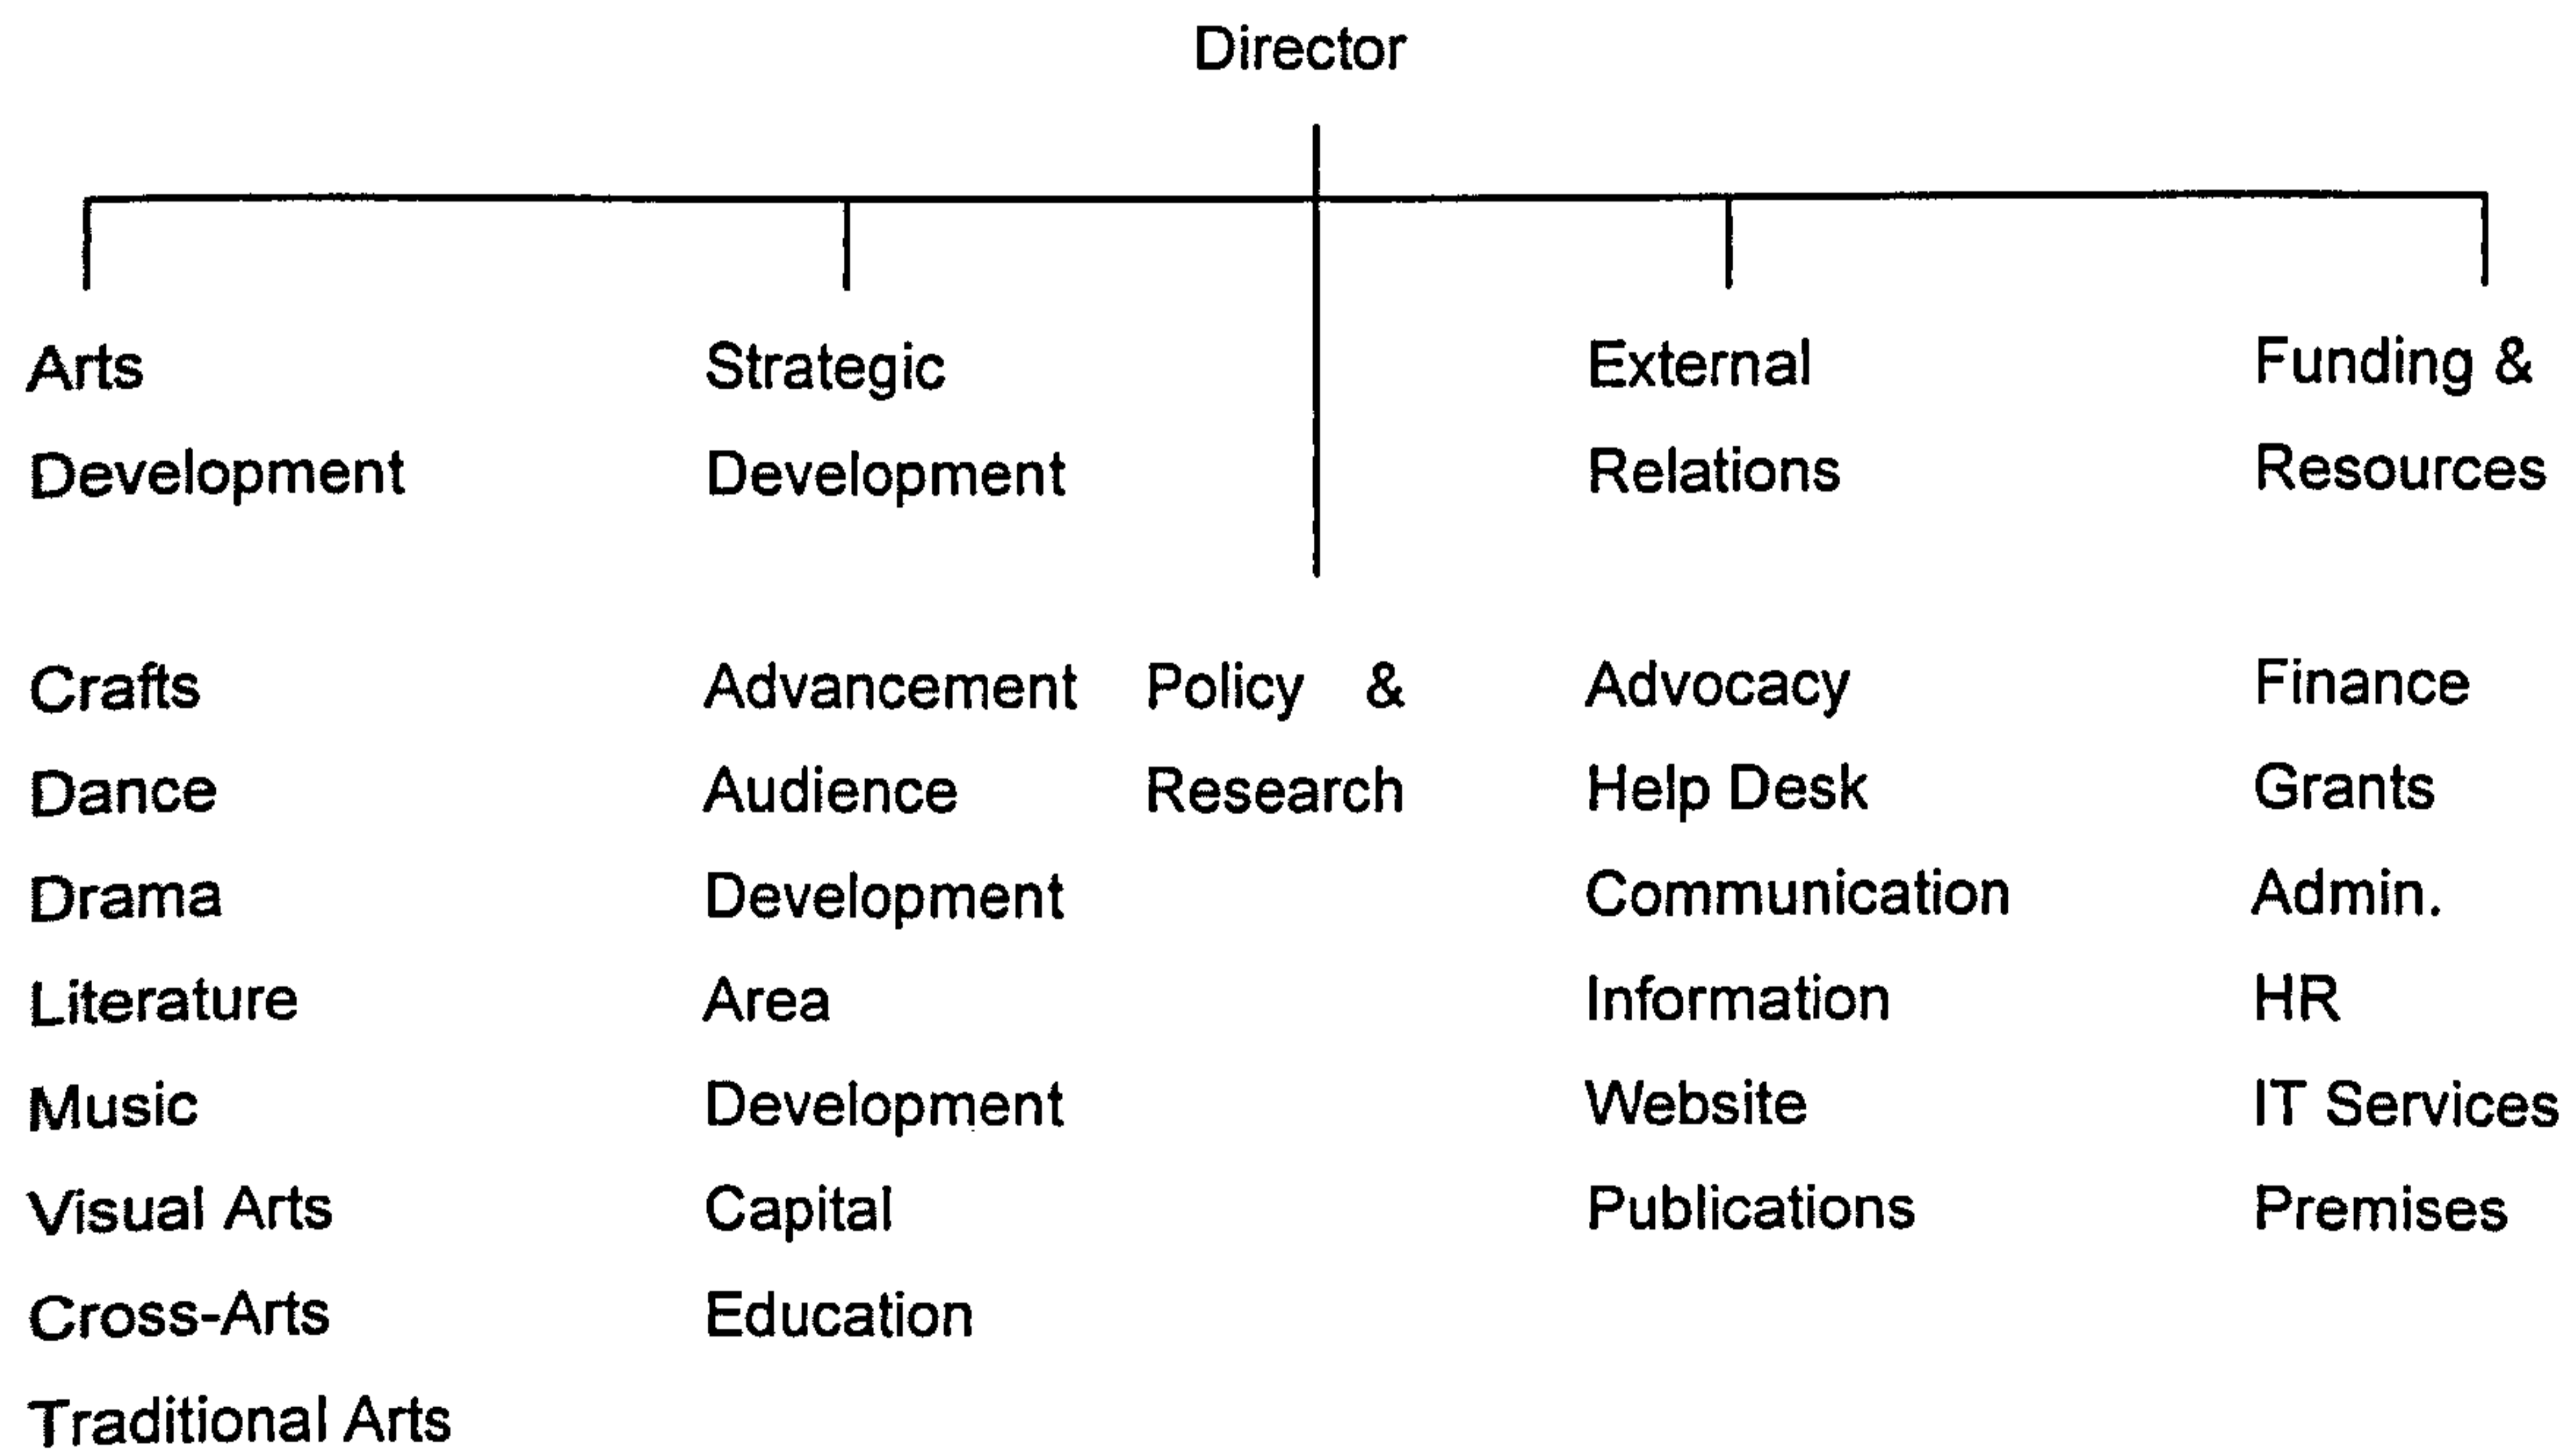 Director
Arts
Development
Strategic
Development
External
Relations
Funding &
Resources
Crafts
Dance
Drama
Literature
Music
Visual Arts
Cross-Arts
Traditional Arts
Advancement
Audience
Development
Area
Development
Capital
Education
Policy &
Research
Advocacy
Help Desk
Communication
Information
Website
Publications
Finance
Grants
Admin.
HR
IT Services
Premises